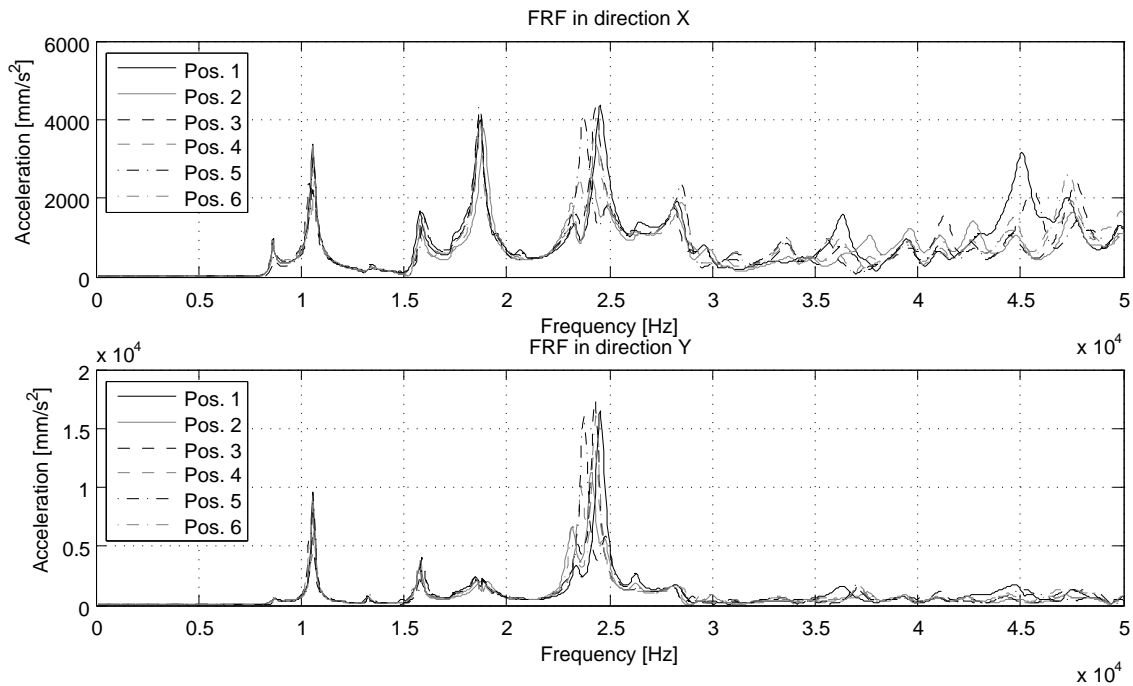 FRF in direction X
6000
4000
2000
0
Acceleration [mm/s²]
Pos. 1
Pos. 2
Pos. 3
Pos. 4
Pos. 5
Pos. 6
0 0.5 1 1.5 2 2.5 3 3.5 4 4.5 5
Frequency [Hz]
x 10⁴
FRF in direction Y
x 10⁴
2
1.5
1
0.5
0
Acceleration [mm/s²]
Pos. 1
Pos. 2
Pos. 3
Pos. 4
Pos. 5
Pos. 6
0 0.5 1 1.5 2 2.5 3 3.5 4 4.5 5
Frequency [Hz]
x 10⁴